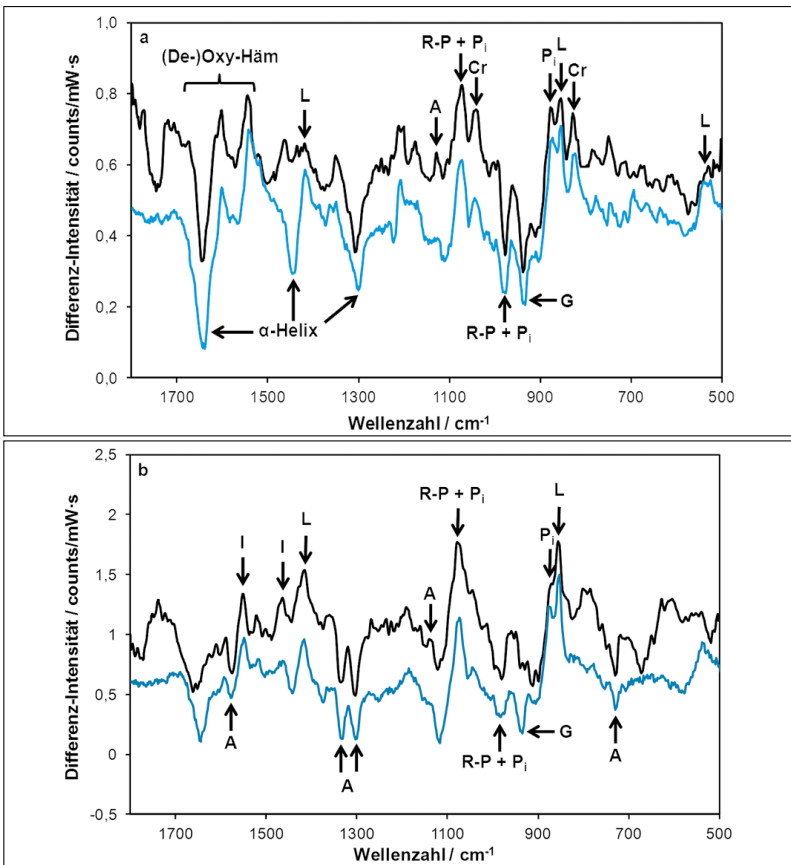 a
(De-)Oxy-Häm
L
A
R-P + Pi
Cr
Pi
L
Cr
L
α-Helix
R-P + Pi
G
Differenz-Intensität / counts/mW·s
1,0
0,8
0,6
0,4
0,2
0,0
1700 1500 1300 1100 900 700 500
Wellenzahl / cm-1
b
I
I
L
A
R-P + Pi
Pi
L
A
A
R-P + Pi
G
A
Differenz-Intensität / counts/mW·s
2,5
2
1,5
1
0,5
0
-0,5
1700 1500 1300 1100 900 700 500
Wellenzahl / cm-1